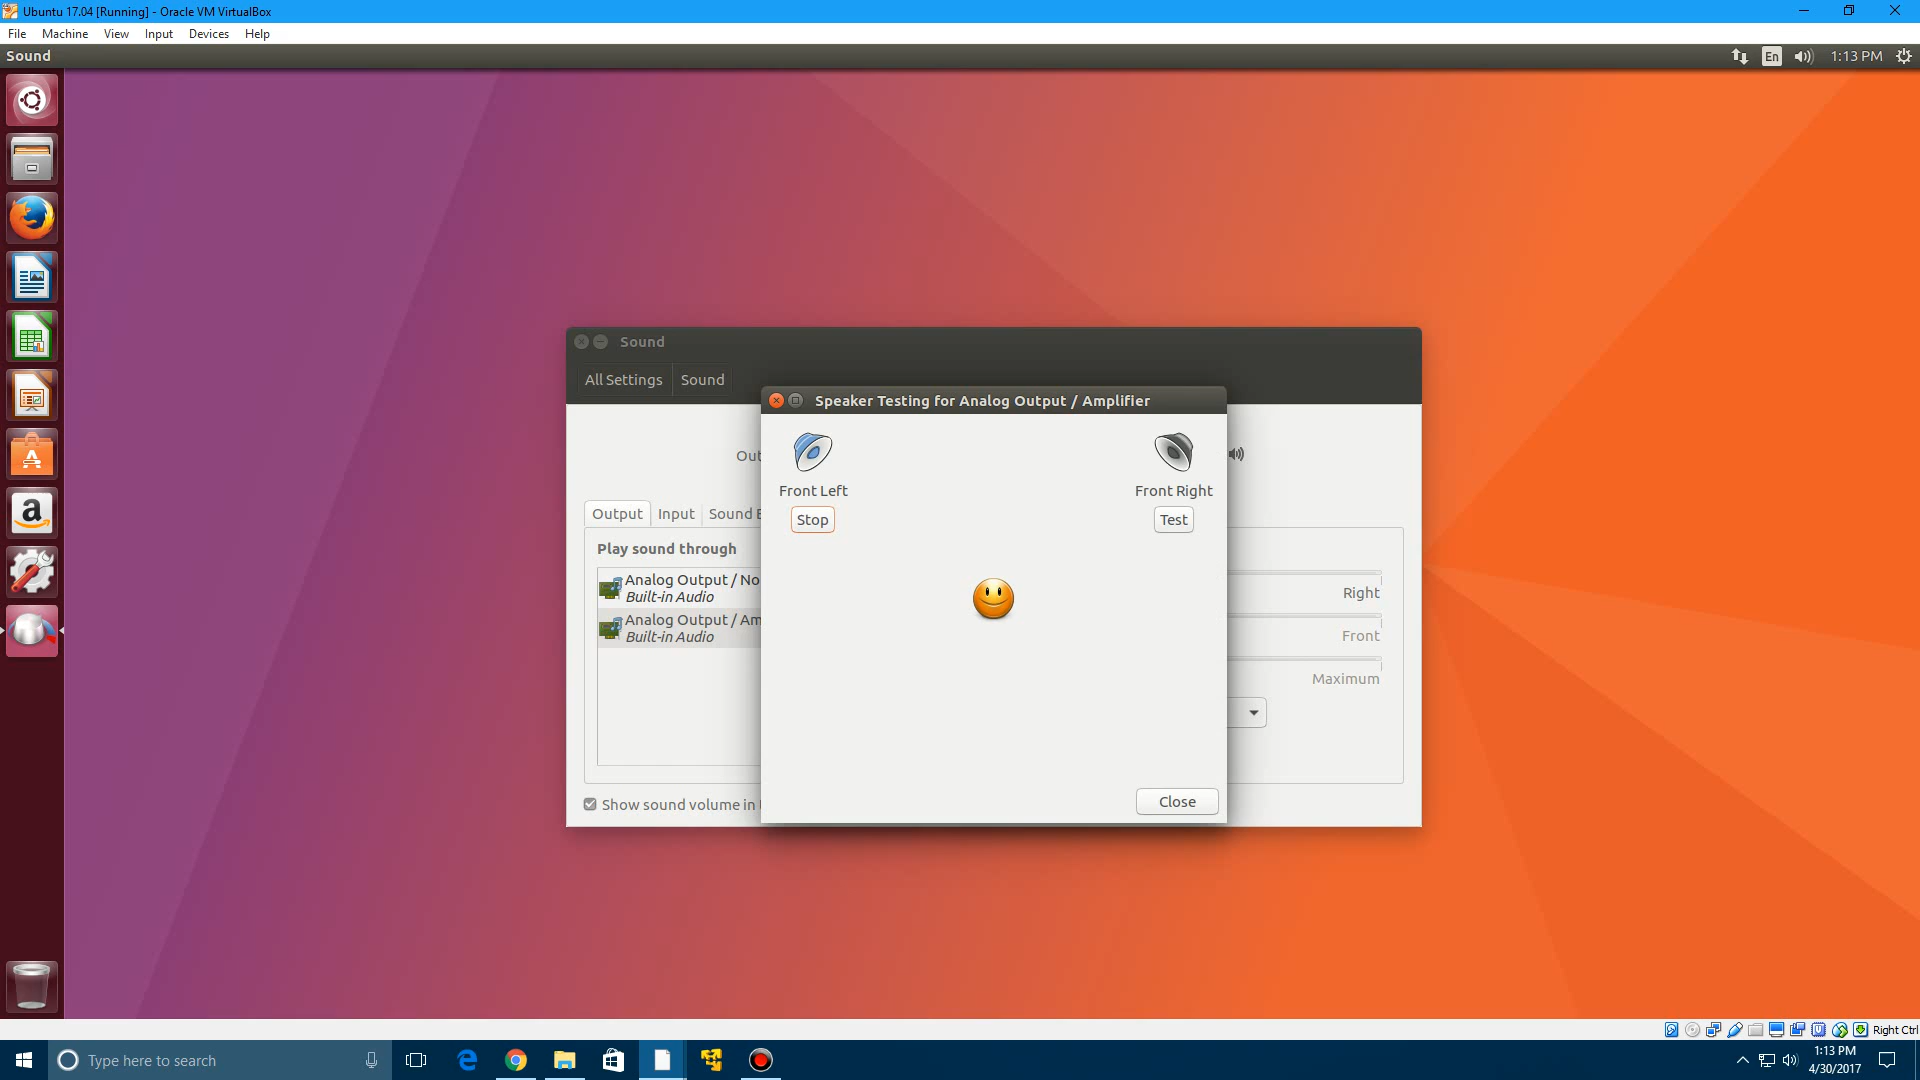 Ubuntu 17.04 [Running] - Oracle VM VirtualBox
File Machine View Input Devices Help
Sound
En
1:13 PM
Sound
All Settings Sound
Speaker Testing for Analog Output / Amplifier
Out
Front Left
Front Right
Stop
Test
Output Input Sound E
Play sound through
Analog Output / No
Built-in Audio
Analog Output / Am
Built-in Audio
Right
Front
Maximum
Show sound volume in
Close
Right Ctrl
Type here to search
1:13 PM
4/30/2017